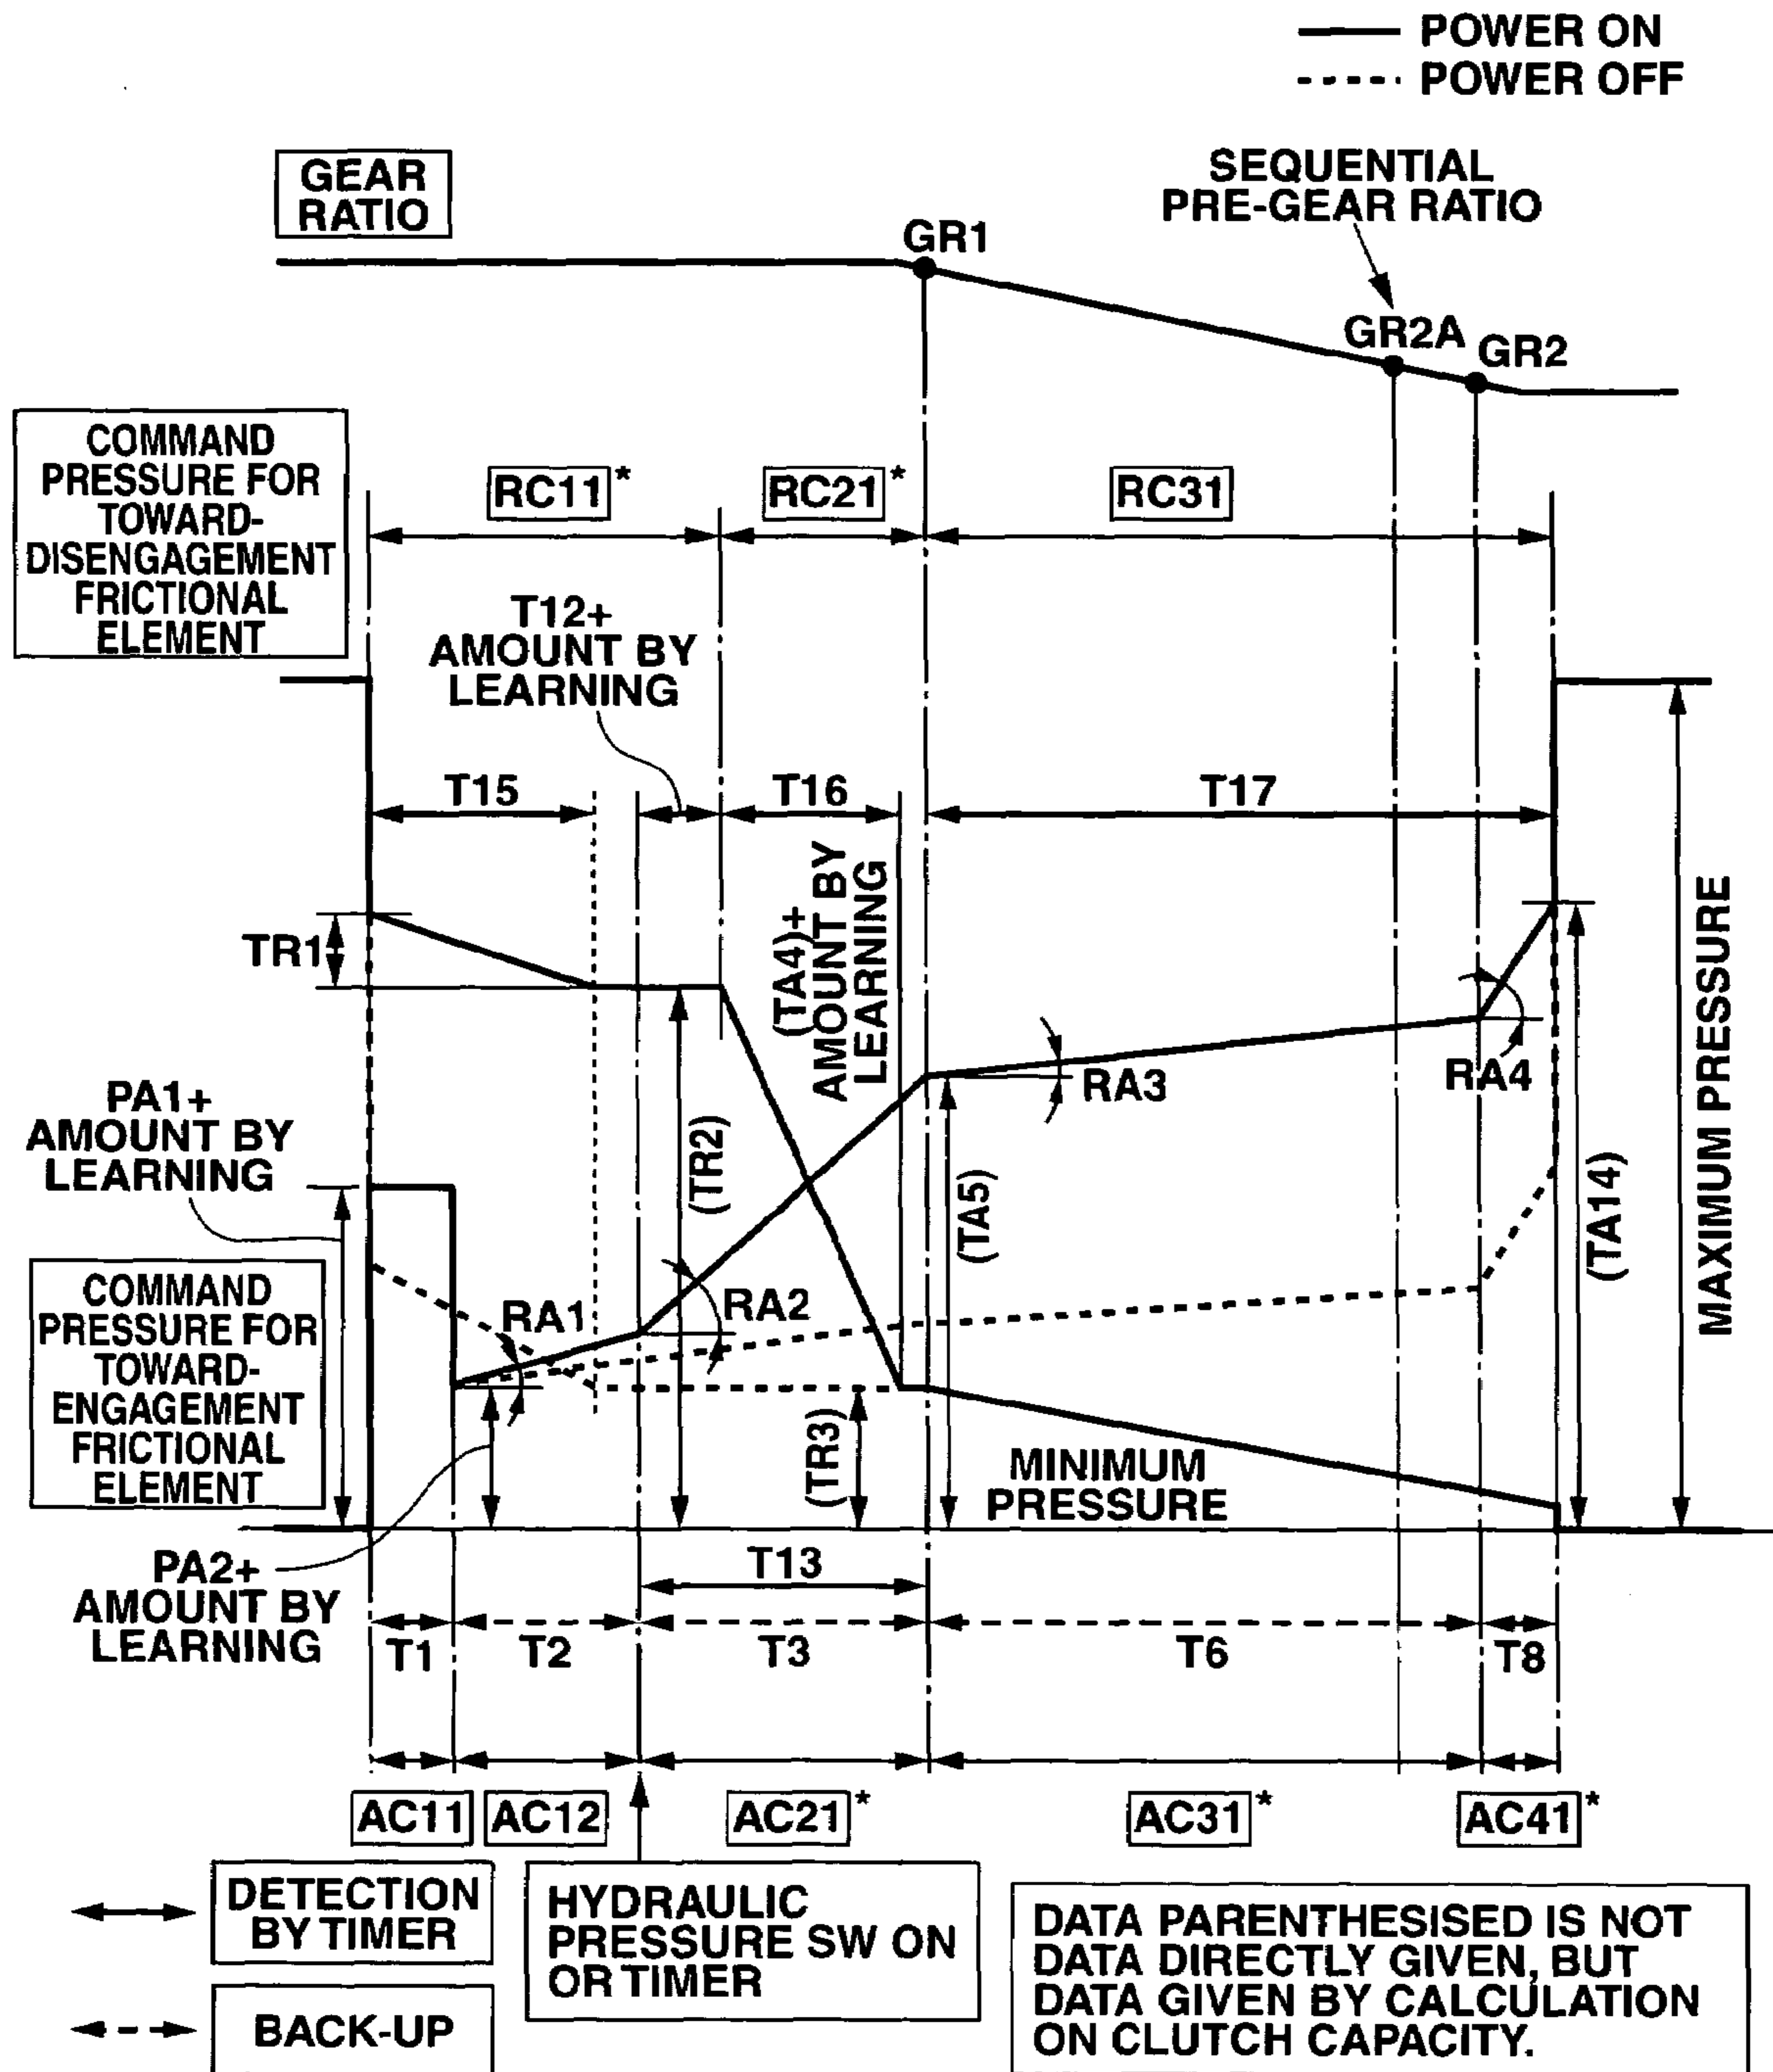 POWER ON
POWER OFF
GEAR
RATIO
SEQUENTIAL
PRE-GEAR RATIO
GR1
GR2A
GR2
COMMAND
PRESSURE FOR
TOWARD-
DISENGAGEMENT
FRICTIONAL
ELEMENT
RC11*
RC21*
RC31
T12+
AMOUNT BY
LEARNING
T15
T16
T17
(TA4)+
AMOUNT BY
LEARNING
TR1
MAXIMUM PRESSURE
RA3
RA4
PA1+
AMOUNT BY
LEARNING
(TR2)
(TA5)
(TA14)
COMMAND
PRESSURE FOR
TOWARD-
ENGAGEMENT
FRICTIONAL
ELEMENT
RA1
RA2
(TR3)
MINIMUM
PRESSURE
PA2+
AMOUNT BY
LEARNING
T13
T1
T2
T3
T6
T8
AC11
AC12
AC21*
AC31*
AC41*
DETECTION
BY TIMER
BACK-UP
HYDRAULIC
PRESSURE SW ON
OR TIMER
DATA PARENTHESISED IS NOT
DATA DIRECTLY GIVEN, BUT
DATA GIVEN BY CALCULATION
ON CLUTCH CAPACITY.